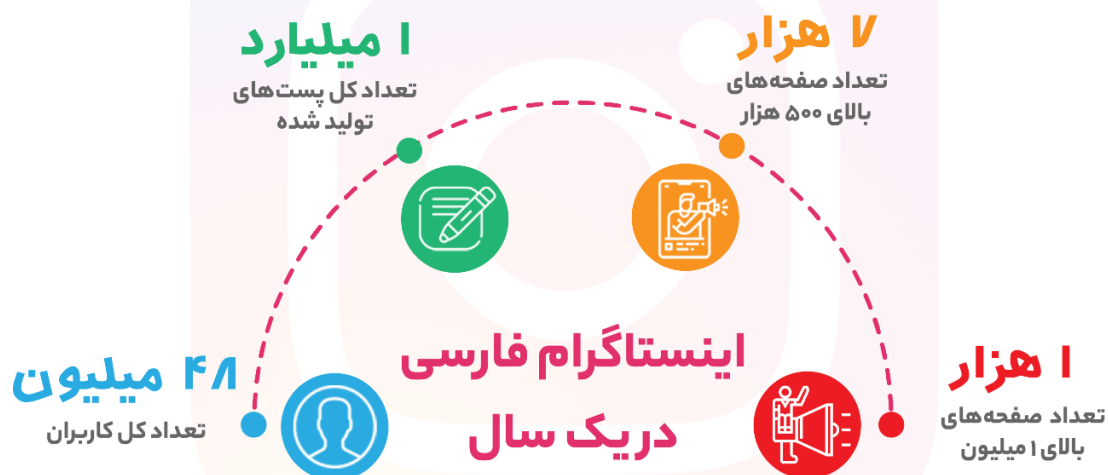 ۷ هزار
تعداد صفحه‌های
بالای ۵۰۰ هزار
۱ میلیارد
تعداد کل پست‌های
تولید شده
اینستاگرام فارسی
در یک سال
۱ هزار
تعداد صفحه‌های
بالای ۱ میلیون
۴۸ میلیون
تعداد کل کاربران